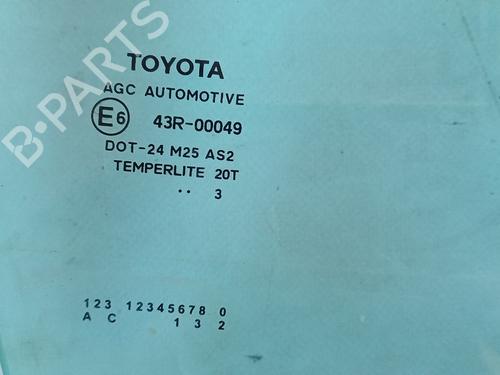 B-PARTS
TOYOTA
AGC AUTOMOTIVE
E6 43R-00049
DOT-24 M25 AS2
TEMPERLITE 20T
.. 3
123 12345678 0
A C 1 3 2